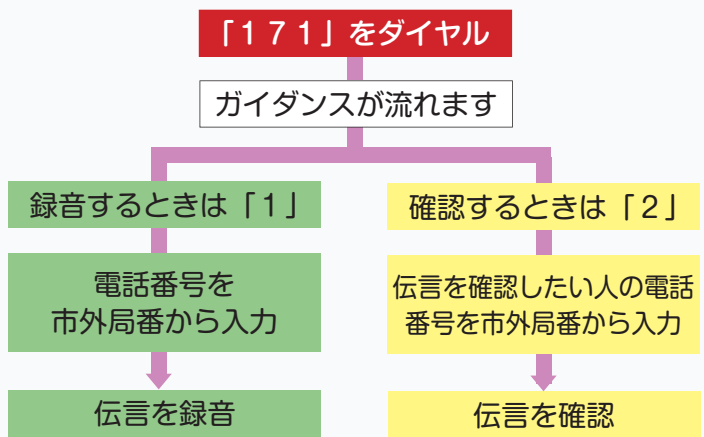 「１７１」をダイヤル
ガイダンスが流れます
録音するときは「１」
電話番号を
市外局番から入力
伝言を録音
確認するときは「２」
伝言を確認したい人の電話
番号を市外局番から入力
伝言を確認